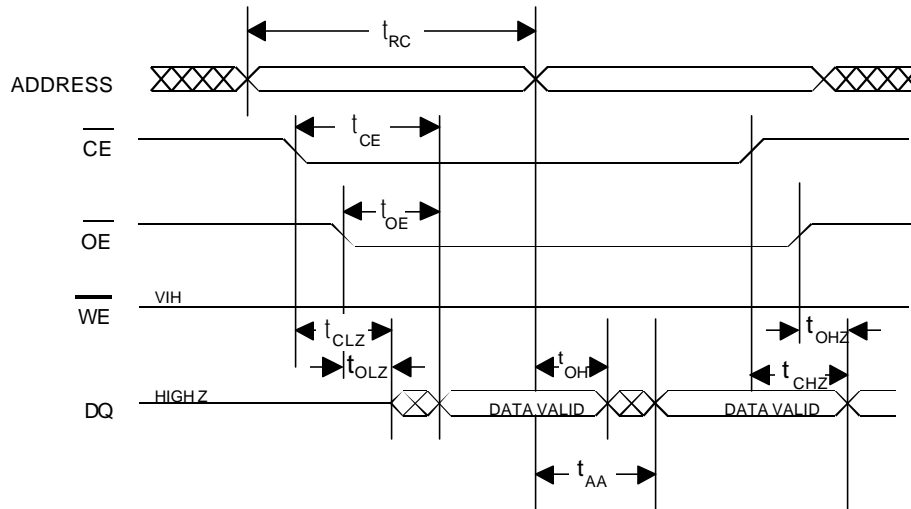 tRC
ADDRESS
tCE
CE
tOE
OE
VIH
WE
tCLZ
tOHZ
tOLZ
tOH
tCHZ
HIGH Z
DQ
DATA VALID
DATA VALID
tAA